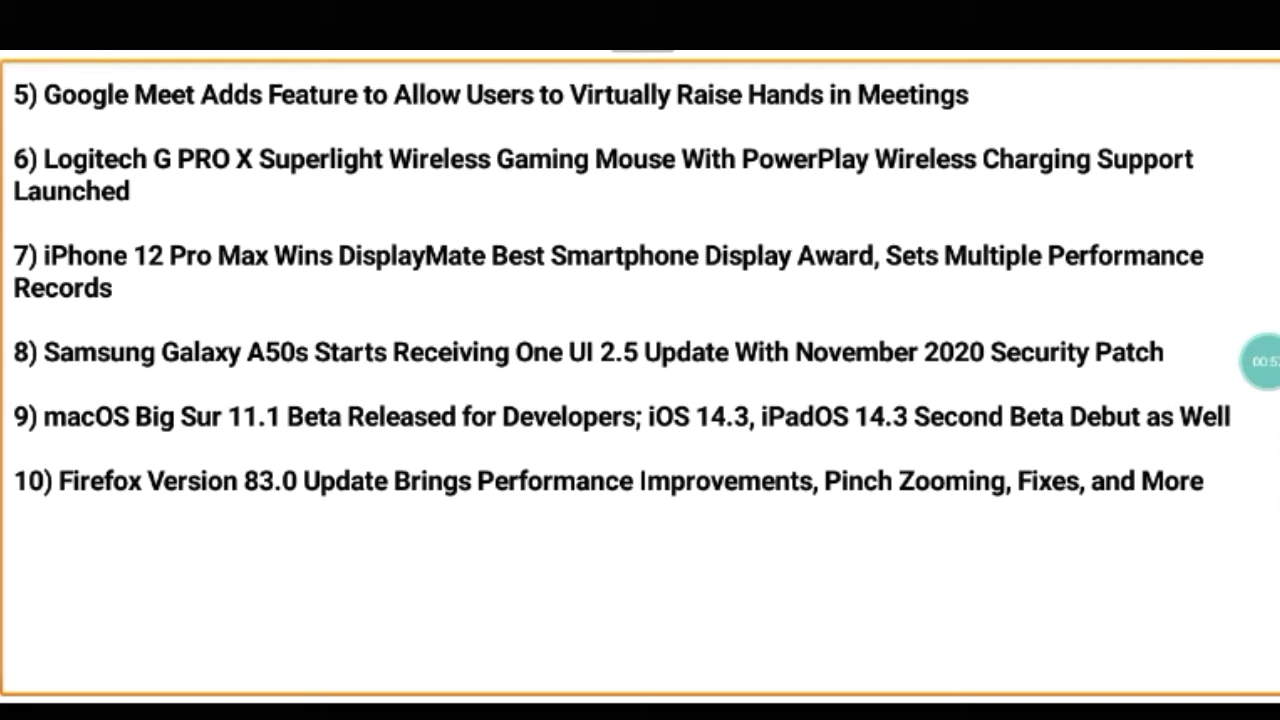 5) Google Meet Adds Feature to Allow Users to Virtually Raise Hands in Meetings
6) Logitech G PRO X Superlight Wireless Gaming Mouse With PowerPlay Wireless Charging Support
Launched
7) iPhone 12 Pro Max Wins DisplayMate Best Smartphone Display Award, Sets Multiple Performance
Records
8) Samsung Galaxy A50s Starts Receiving One UI 2.5 Update With November 2020 Security Patch
9) macOS Big Sur 11.1 Beta Released for Developers; iOS 14.3, iPadOS 14.3 Second Beta Debut as Well
10) Firefox Version 83.0 Update Brings Performance Improvements, Pinch Zooming, Fixes, and More